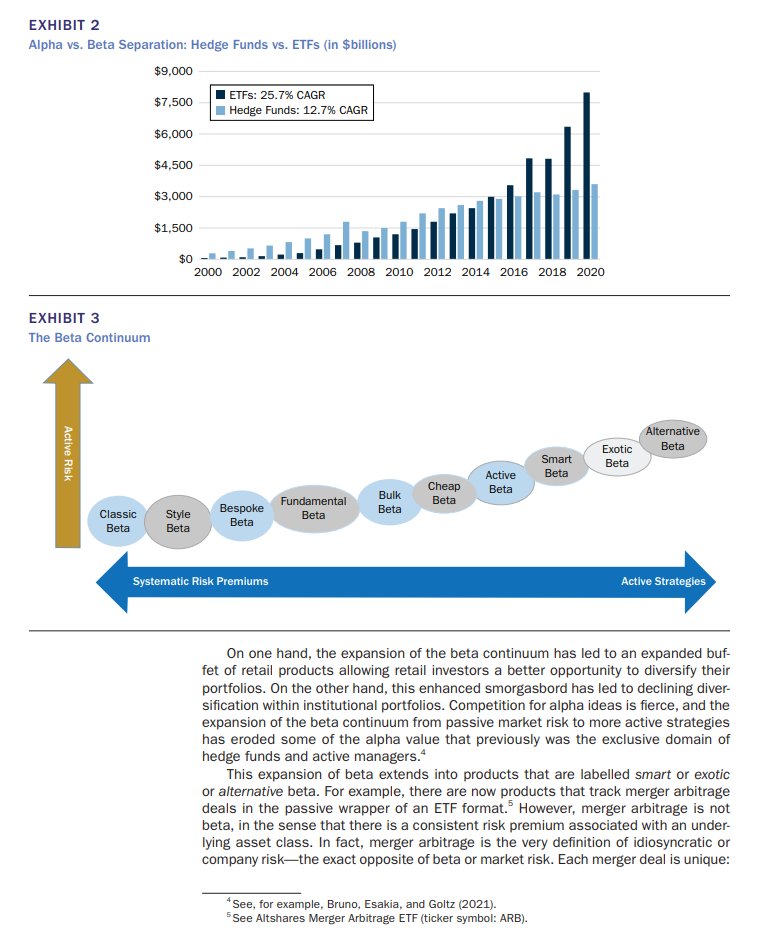 EXHIBIT 2
Alpha vs. Beta Separation: Hedge Funds vs. ETFs (in $billions)
$9,000
$7,500
$6,000
$4,500
$3,000
$1,500
$0
ETFs: 25.7% CAGR
Hedge Funds: 12.7% CAGR
2000 2002 2004 2006 2008 2010 2012 2014 2016 2018 2020
EXHIBIT 3
The Beta Continuum
Active Risk
Classic
Beta
Style
Beta
Bespoke
Beta
Fundamental
Beta
Bulk
Beta
Cheap
Beta
Active
Beta
Smart
Beta
Exotic
Beta
Alternative
Beta
Systematic Risk Premiums
Active Strategies
On one hand, the expansion of the beta continuum has led to an expanded buf-
fet of retail products allowing retail investors a better opportunity to diversify their
portfolios. On the other hand, this enhanced smorgasbord has led to declining diver-
sification within institutional portfolios. Competition for alpha ideas is fierce, and the
expansion of the beta continuum from passive market risk to more active strategies
has eroded some of the alpha value that previously was the exclusive domain of
hedge funds and active managers.4
This expansion of beta extends into products that are labelled smart or exotic
or alternative beta. For example, there are now products that track merger arbitrage
deals in the passive wrapper of an ETF format.5 However, merger arbitrage is not
beta, in the sense that there is a consistent risk premium associated with an under-
lying asset class. In fact, merger arbitrage is the very definition of idiosyncratic or
company risk—the exact opposite of beta or market risk. Each merger deal is unique:
4 See, for example, Bruno, Esakia, and Goltz (2021).
5 See Altshares Merger Arbitrage ETF (ticker symbol: ARB).